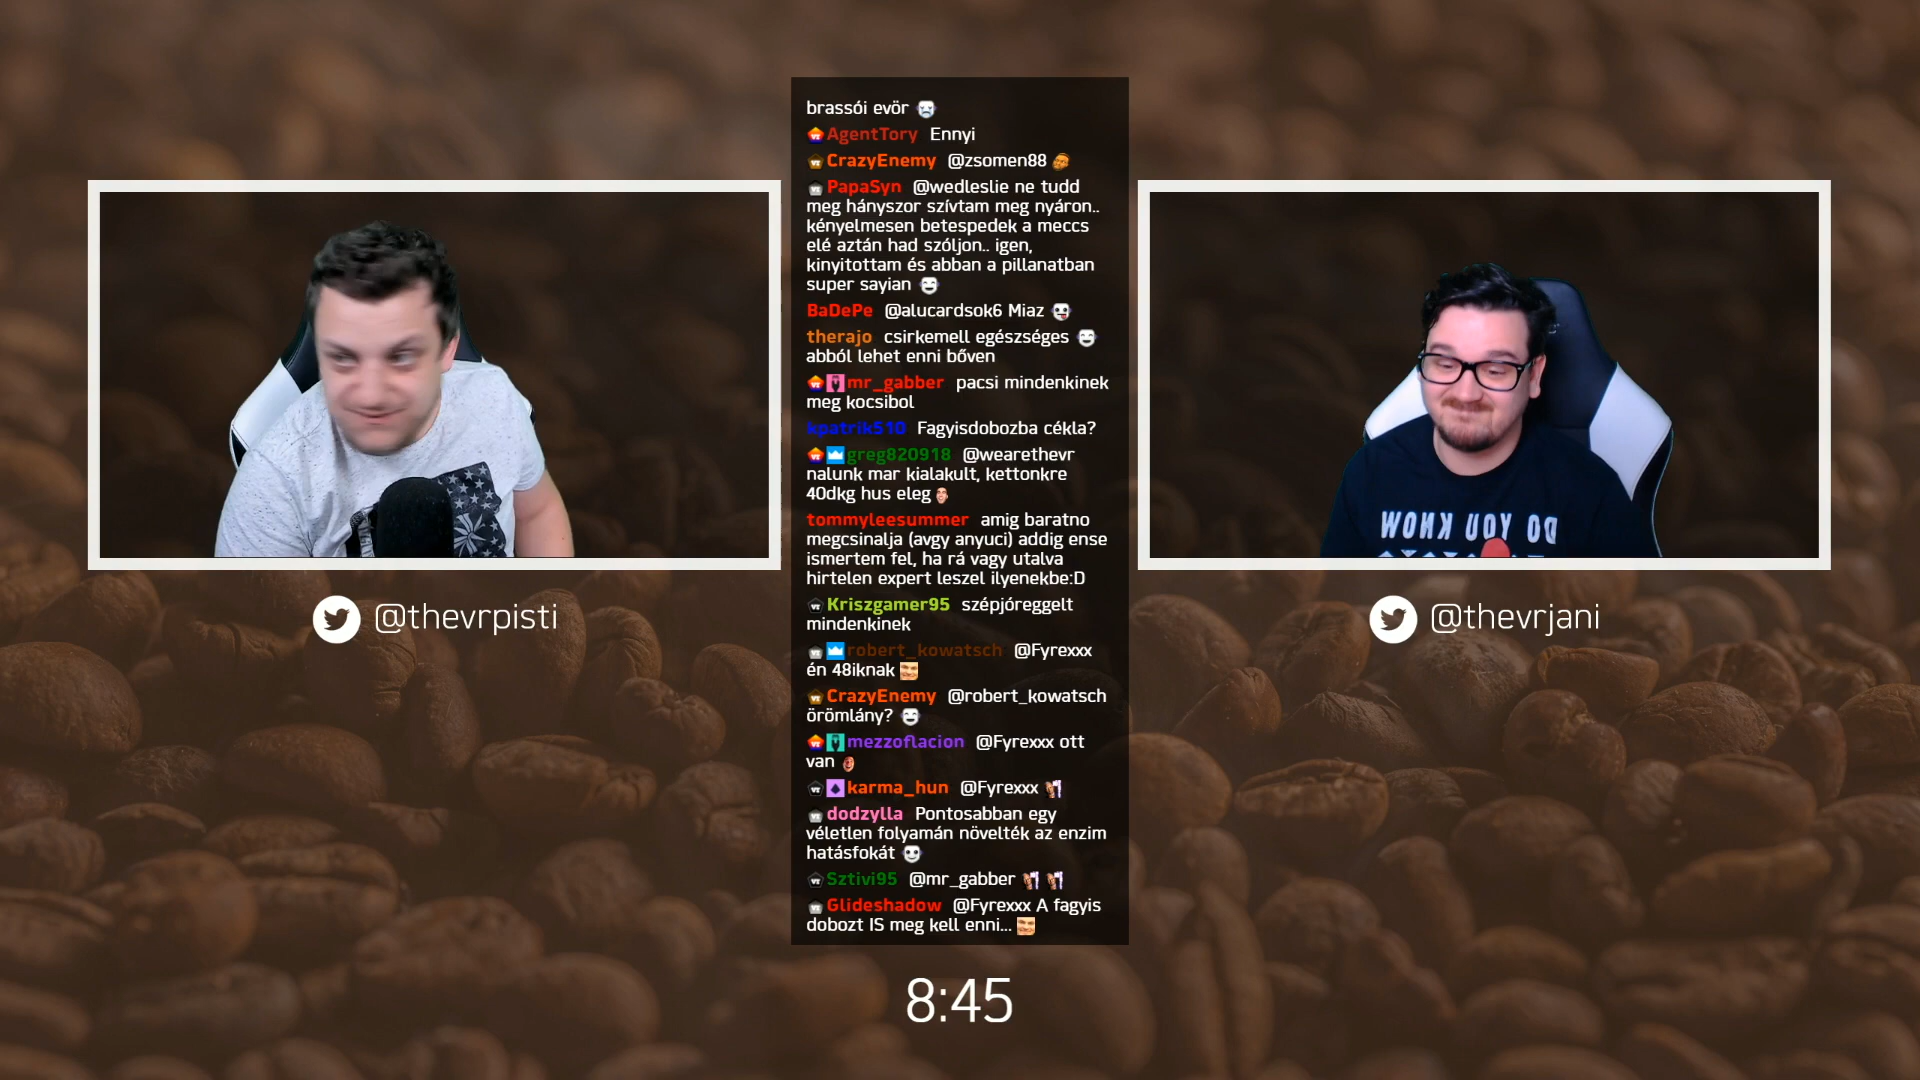 brassói evör
AgentTory Ennyi
CrazyEnemy @zsomen88
PapaSyn @wedleslie ne tudd
meg hányszor szívtam meg nyáron..
kényelmesen betespedek a meccs
elé aztán had szóljon.. igen,
kinyitottam és abban a pillanatban
super sayian
BaDePe @alucardsok6 Miaz
therajo csirkemell egészséges
abból lehet enni bőven
mr_gabber pacsi mindenkinek
meg kocsibol
kpatrik510 Fagyisdobozba cékla?
greg820918 @wearethevr
nalunk mar kialakult, kettonkre
40dkg hus eleg
tommyleesummer amig baratno
megcsinalja (avgy anyuci) addig ense
ismertem fel, ha rá vagy utalva
hirtelen expert leszel ilyenekbe:D
Kriszgamer95 szépjóreggelt
mindenkinek
robert_kowatsch @Fyrexxx
én 48iknak
CrazyEnemy @robert_kowatsch
örömlány?
mezzoflacion @Fyrexxx ott
van
karma_hun @Fyrexxx
dodzylla Pontosabban egy
véletlen folyamán növelték az enzim
hatásfokát
Sztivi95 @mr_gabber
Glideshadow @Fyrexxx A fagyis
dobozt IS meg kell enni...
@thevrpisti
@thevrjani
DO YOU KNOW
8:45